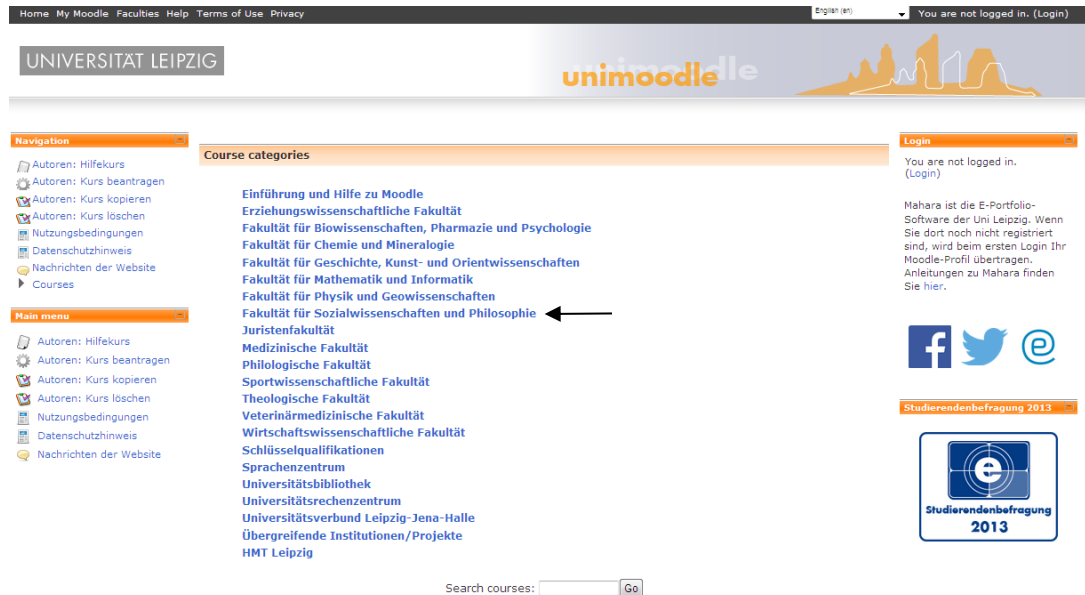 Home My Moodle Faculties Help Terms of Use Privacy
English (en)
You are not logged in. (Login)
UNIVERSITÄT LEIPZIG
unimoodle
Navigation
Autoren: Hilfekurs
Autoren: Kurs beantragen
Autoren: Kurs kopieren
Autoren: Kurs löschen
Nutzungsbedingungen
Datenschutzhinweis
Nachrichten der Website
Courses
Main menu
Autoren: Hilfekurs
Autoren: Kurs beantragen
Autoren: Kurs kopieren
Autoren: Kurs löschen
Nutzungsbedingungen
Datenschutzhinweis
Nachrichten der Website
Course categories
Einführung und Hilfe zu Moodle
Erziehungswissenschaftliche Fakultät
Fakultät für Biowissenschaften, Pharmazie und Psychologie
Fakultät für Chemie und Mineralogie
Fakultät für Geschichte, Kunst- und Orientwissenschaften
Fakultät für Mathematik und Informatik
Fakultät für Physik und Geowissenschaften
Fakultät für Sozialwissenschaften und Philosophie
Juristenfakultät
Medizinische Fakultät
Philologische Fakultät
Sportwissenschaftliche Fakultät
Theologische Fakultät
Veterinärmedizinische Fakultät
Wirtschaftswissenschaftliche Fakultät
Schlüsselqualifikationen
Sprachenzentrum
Universitätsbibliothek
Universitätsrechenzentrum
Universitätsverbund Leipzig-Jena-Halle
Übergreifende Institutionen/Projekte
HMT Leipzig
Search courses:
Go
Login
You are not logged in.
(Login)
Mahara ist die E-Portfolio-
Software der Uni Leipzig. Wenn
Sie dort noch nicht registriert
sind, wird beim ersten Login Ihr
Moodle-Profil übertragen.
Anleitungen zu Mahara finden
Sie hier.
Studierendenbefragung 2013
Studierendenbefragung
2013